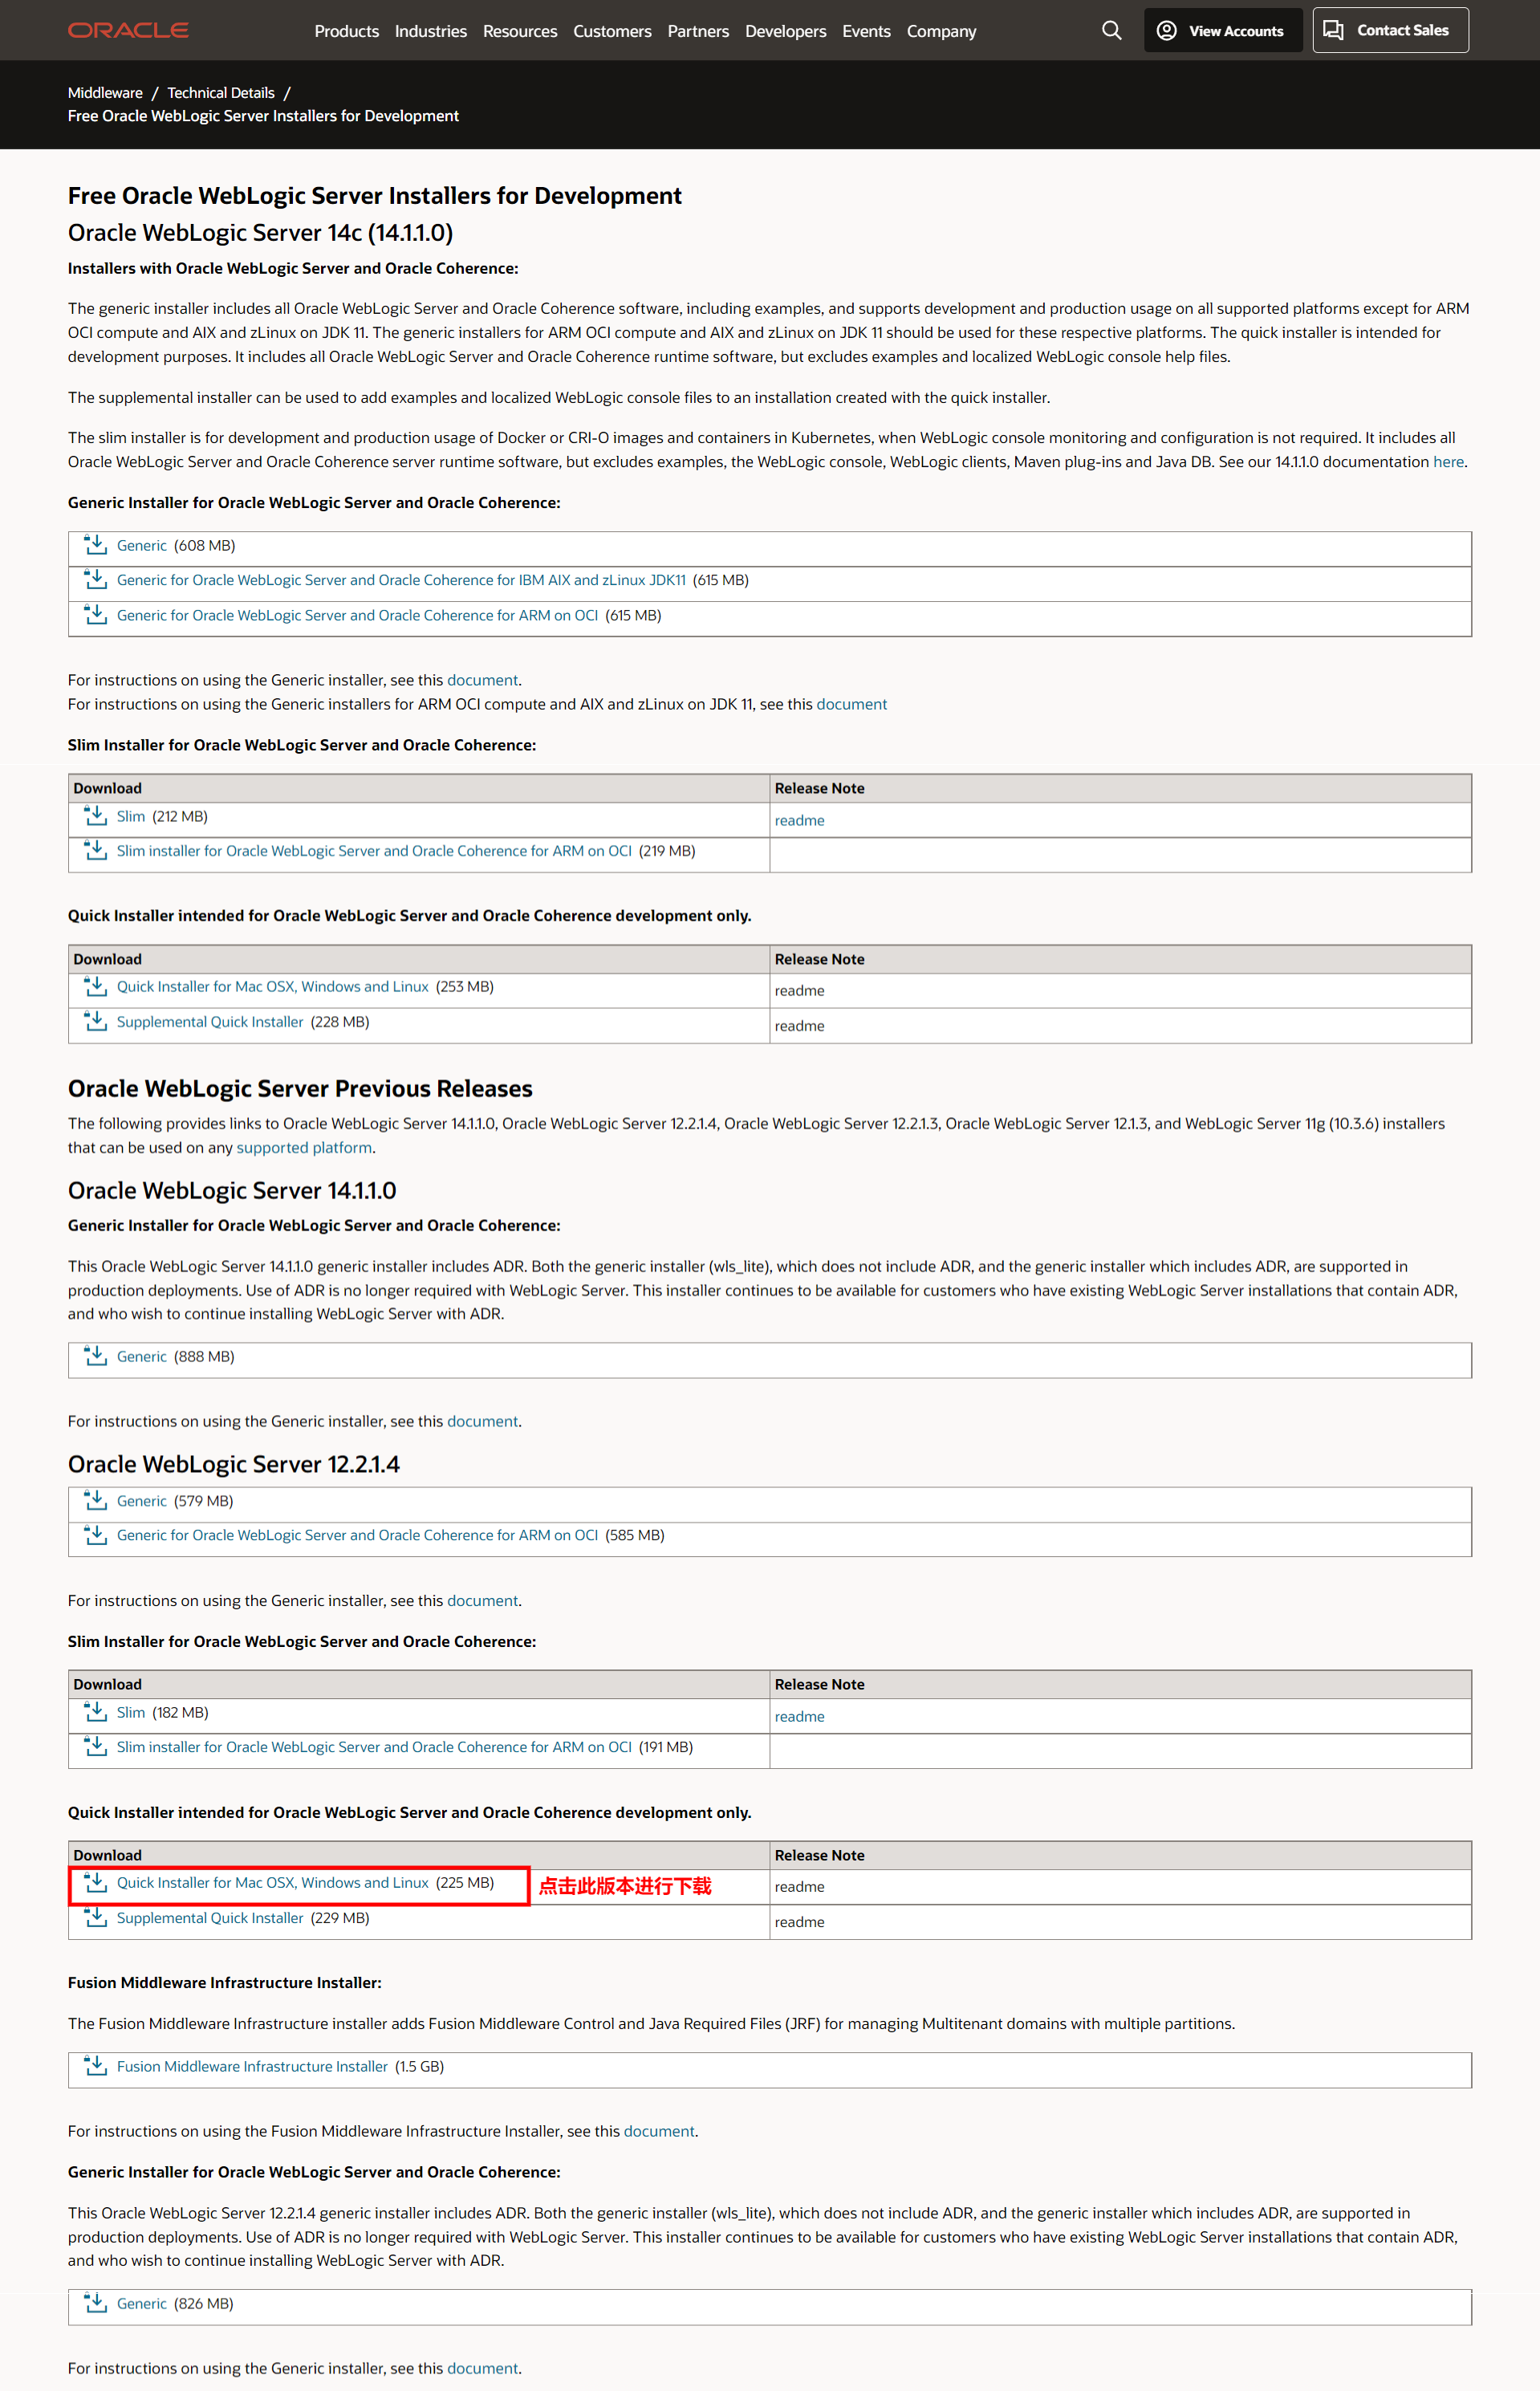 ORACLE
Products Industries Resources Customers Partners Developers Events Company
View Accounts
Contact Sales
Middleware / Technical Details /
Free Oracle WebLogic Server Installers for Development
Free Oracle WebLogic Server Installers for Development
Oracle WebLogic Server 14c (14.1.1.0)
Installers with Oracle WebLogic Server and Oracle Coherence:
The generic installer includes all Oracle WebLogic Server and Oracle Coherence software, including examples, and supports development and production usage on all supported platforms except for ARM
OCI compute and AIX and zLinux on JDK 11. The generic installers for ARM OCI compute and AIX and zLinux on JDK 11 should be used for these respective platforms. The quick installer is intended for
development purposes. It includes all Oracle WebLogic Server and Oracle Coherence runtime software, but excludes examples and localized WebLogic console help files.
The supplemental installer can be used to add examples and localized WebLogic console files to an installation created with the quick installer.
The slim installer is for development and production usage of Docker or CRI-O images and containers in Kubernetes, when WebLogic console monitoring and configuration is not required. It includes all
Oracle WebLogic Server and Oracle Coherence server runtime software, but excludes examples, the WebLogic console, WebLogic clients, Maven plug-ins and Java DB. See our 14.1.1.0 documentation here.
Generic Installer for Oracle WebLogic Server and Oracle Coherence:
Generic (608 MB)
Generic for Oracle WebLogic Server and Oracle Coherence for IBM AIX and zLinux JDK11 (615 MB)
Generic for Oracle WebLogic Server and Oracle Coherence for ARM on OCI (615 MB)
For instructions on using the Generic installer, see this document.
For instructions on using the Generic installers for ARM OCI compute and AIX and zLinux on JDK 11, see this document
Slim Installer for Oracle WebLogic Server and Oracle Coherence:
Download Release Note
Slim (212 MB) readme
Slim installer for Oracle WebLogic Server and Oracle Coherence for ARM on OCI (219 MB)
Quick Installer intended for Oracle WebLogic Server and Oracle Coherence development only.
Download Release Note
Quick Installer for Mac OSX, Windows and Linux (253 MB) readme
Supplemental Quick Installer (228 MB) readme
Oracle WebLogic Server Previous Releases
The following provides links to Oracle WebLogic Server 14.1.1.0, Oracle WebLogic Server 12.2.1.4, Oracle WebLogic Server 12.2.1.3, Oracle WebLogic Server 12.1.3, and WebLogic Server 11g (10.3.6) installers
that can be used on any supported platform.
Oracle WebLogic Server 14.1.1.0
Generic Installer for Oracle WebLogic Server and Oracle Coherence:
This Oracle WebLogic Server 14.1.1.0 generic installer includes ADR. Both the generic installer (wls_lite), which does not include ADR, and the generic installer which includes ADR, are supported in
production deployments. Use of ADR is no longer required with WebLogic Server. This installer continues to be available for customers who have existing WebLogic Server installations that contain ADR,
and who wish to continue installing WebLogic Server with ADR.
Generic (888 MB)
For instructions on using the Generic installer, see this document.
Oracle WebLogic Server 12.2.1.4
Generic (579 MB)
Generic for Oracle WebLogic Server and Oracle Coherence for ARM on OCI (585 MB)
For instructions on using the Generic installer, see this document.
Slim Installer for Oracle WebLogic Server and Oracle Coherence:
Download Release Note
Slim (182 MB) readme
Slim installer for Oracle WebLogic Server and Oracle Coherence for ARM on OCI (191 MB)
Quick Installer intended for Oracle WebLogic Server and Oracle Coherence development only.
Download Release Note
Quick Installer for Mac OSX, Windows and Linux (225 MB) 点击此版本进行下载 readme
Supplemental Quick Installer (229 MB) readme
Fusion Middleware Infrastructure Installer:
The Fusion Middleware Infrastructure installer adds Fusion Middleware Control and Java Required Files (JRF) for managing Multitenant domains with multiple partitions.
Fusion Middleware Infrastructure Installer (1.5 GB)
For instructions on using the Fusion Middleware Infrastructure Installer, see this document.
Generic Installer for Oracle WebLogic Server and Oracle Coherence:
This Oracle WebLogic Server 12.2.1.4 generic installer includes ADR. Both the generic installer (wls_lite), which does not include ADR, and the generic installer which includes ADR, are supported in
production deployments. Use of ADR is no longer required with WebLogic Server. This installer continues to be available for customers who have existing WebLogic Server installations that contain ADR,
and who wish to continue installing WebLogic Server with ADR.
Generic (826 MB)
For instructions on using the Generic installer, see this document.